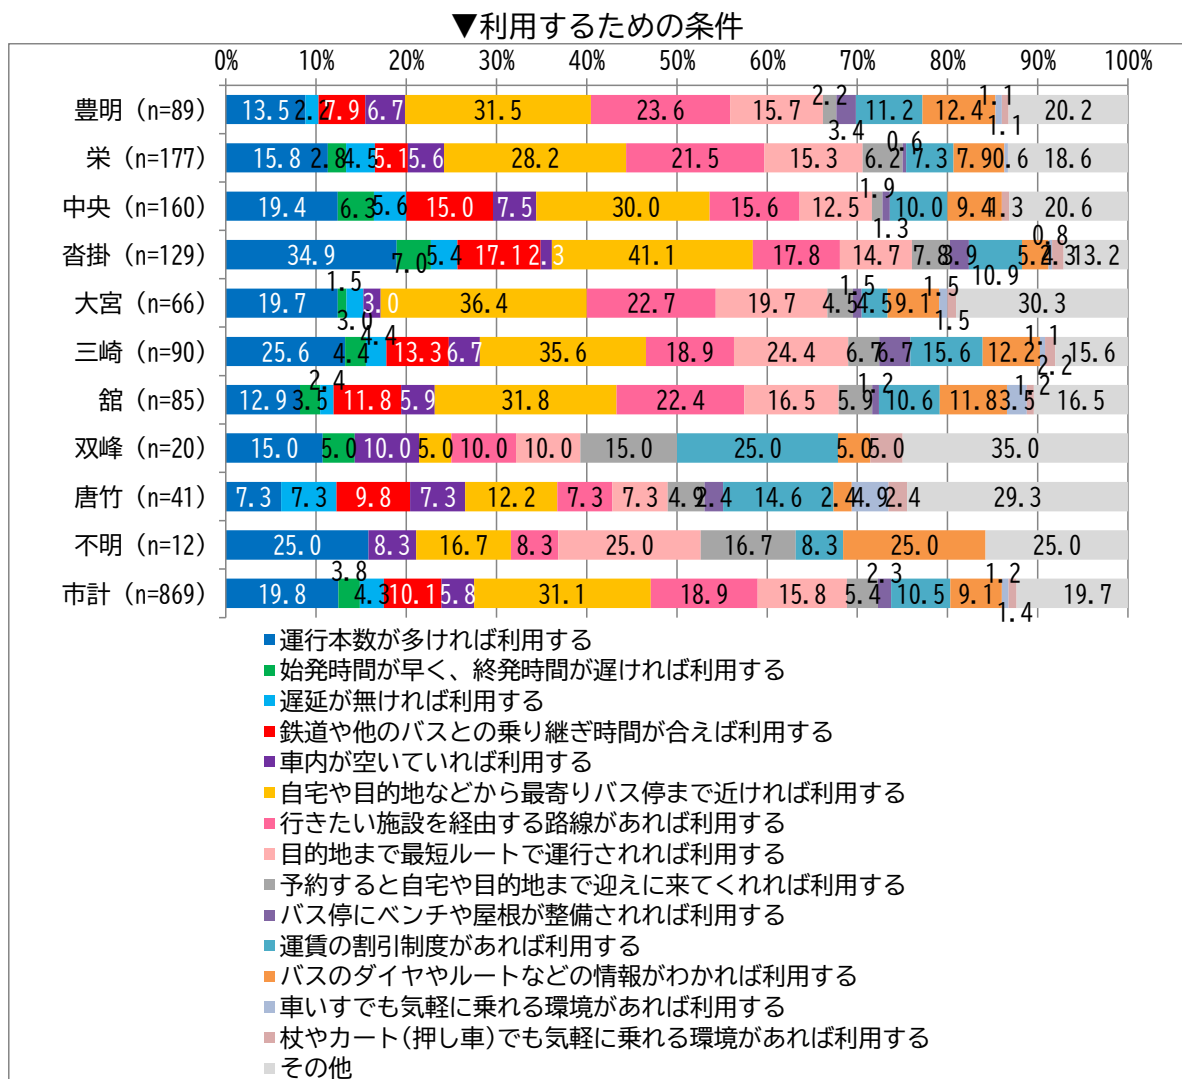 ▼利用するための条件
0% 10% 20% 30% 40% 50% 60% 70% 80% 90% 100%
豊明 (n=89) 13.5 2.2 7.9 6.7 31.5 23.6 15.7 2.2 3.4 11.2 12.4 1.1 1.1 20.2
栄 (n=177) 15.8 2.8 4.5 5.1 5.6 28.2 21.5 15.3 6.2 0.6 7.3 7.9 0.6 18.6
中央 (n=160) 19.4 6.3 5.6 15.0 7.5 30.0 15.6 12.5 1.9 1.3 10.0 9.4 1.3 20.6
沓掛 (n=129) 34.9 7.0 5.4 17.1 2.3 41.1 17.8 14.7 7.8 3.9 10.9 5.4 0.8 2.3 13.2
大宮 (n=66) 19.7 1.5 3.0 3.0 36.4 22.7 19.7 4.5 1.5 4.5 9.1 1.5 1.5 30.3
三崎 (n=90) 25.6 4.4 4.4 13.3 6.7 35.6 18.9 24.4 6.7 6.7 15.6 12.2 1.1 2.2 15.6
舘 (n=85) 12.9 3.5 2.4 11.8 5.9 31.8 22.4 16.5 5.9 1.2 10.6 11.8 3.5 1.2 16.5
双峰 (n=20) 15.0 5.0 10.0 5.0 10.0 10.0 15.0 25.0 5.0 5.0 35.0
唐竹 (n=41) 7.3 7.3 9.8 7.3 12.2 7.3 7.3 4.9 2.4 14.6 2.4 4.9 2.4 29.3
不明 (n=12) 25.0 8.3 16.7 8.3 25.0 16.7 8.3 25.0 25.0
市計 (n=869) 19.8 3.8 4.3 10.1 5.8 31.1 18.9 15.8 5.4 2.3 10.5 9.1 1.2 1.4 19.7
運行本数が多ければ利用する
始発時間が早く、終発時間が遅ければ利用する
遅延が無ければ利用する
鉄道や他のバスとの乗り継ぎ時間が合えば利用する
車内が空いていれば利用する
自宅や目的地などから最寄りバス停まで近ければ利用する
行きたい施設を経由する路線があれば利用する
目的地まで最短ルートで運行されれば利用する
予約すると自宅や目的地まで迎えに来てくれれば利用する
バス停にベンチや屋根が整備されれば利用する
運賃の割引制度があれば利用する
バスのダイヤやルートなどの情報がわかれば利用する
車いすでも気軽に乗れる環境があれば利用する
杖やカート(押し車)でも気軽に乗れる環境があれば利用する
その他